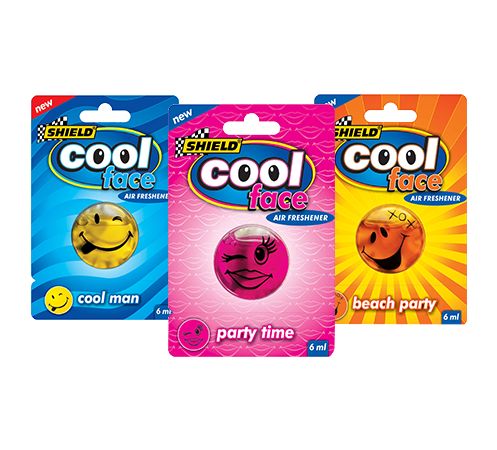 new
SHIELD
cool
face
AIR FRESHENER
cool man
6 ml
new
SHIELD
cool
face
AIR FRESHENER
party time
6 ml
SHIELD
cool
face
AIR FRESHENER
XOX
beach party
6 ml